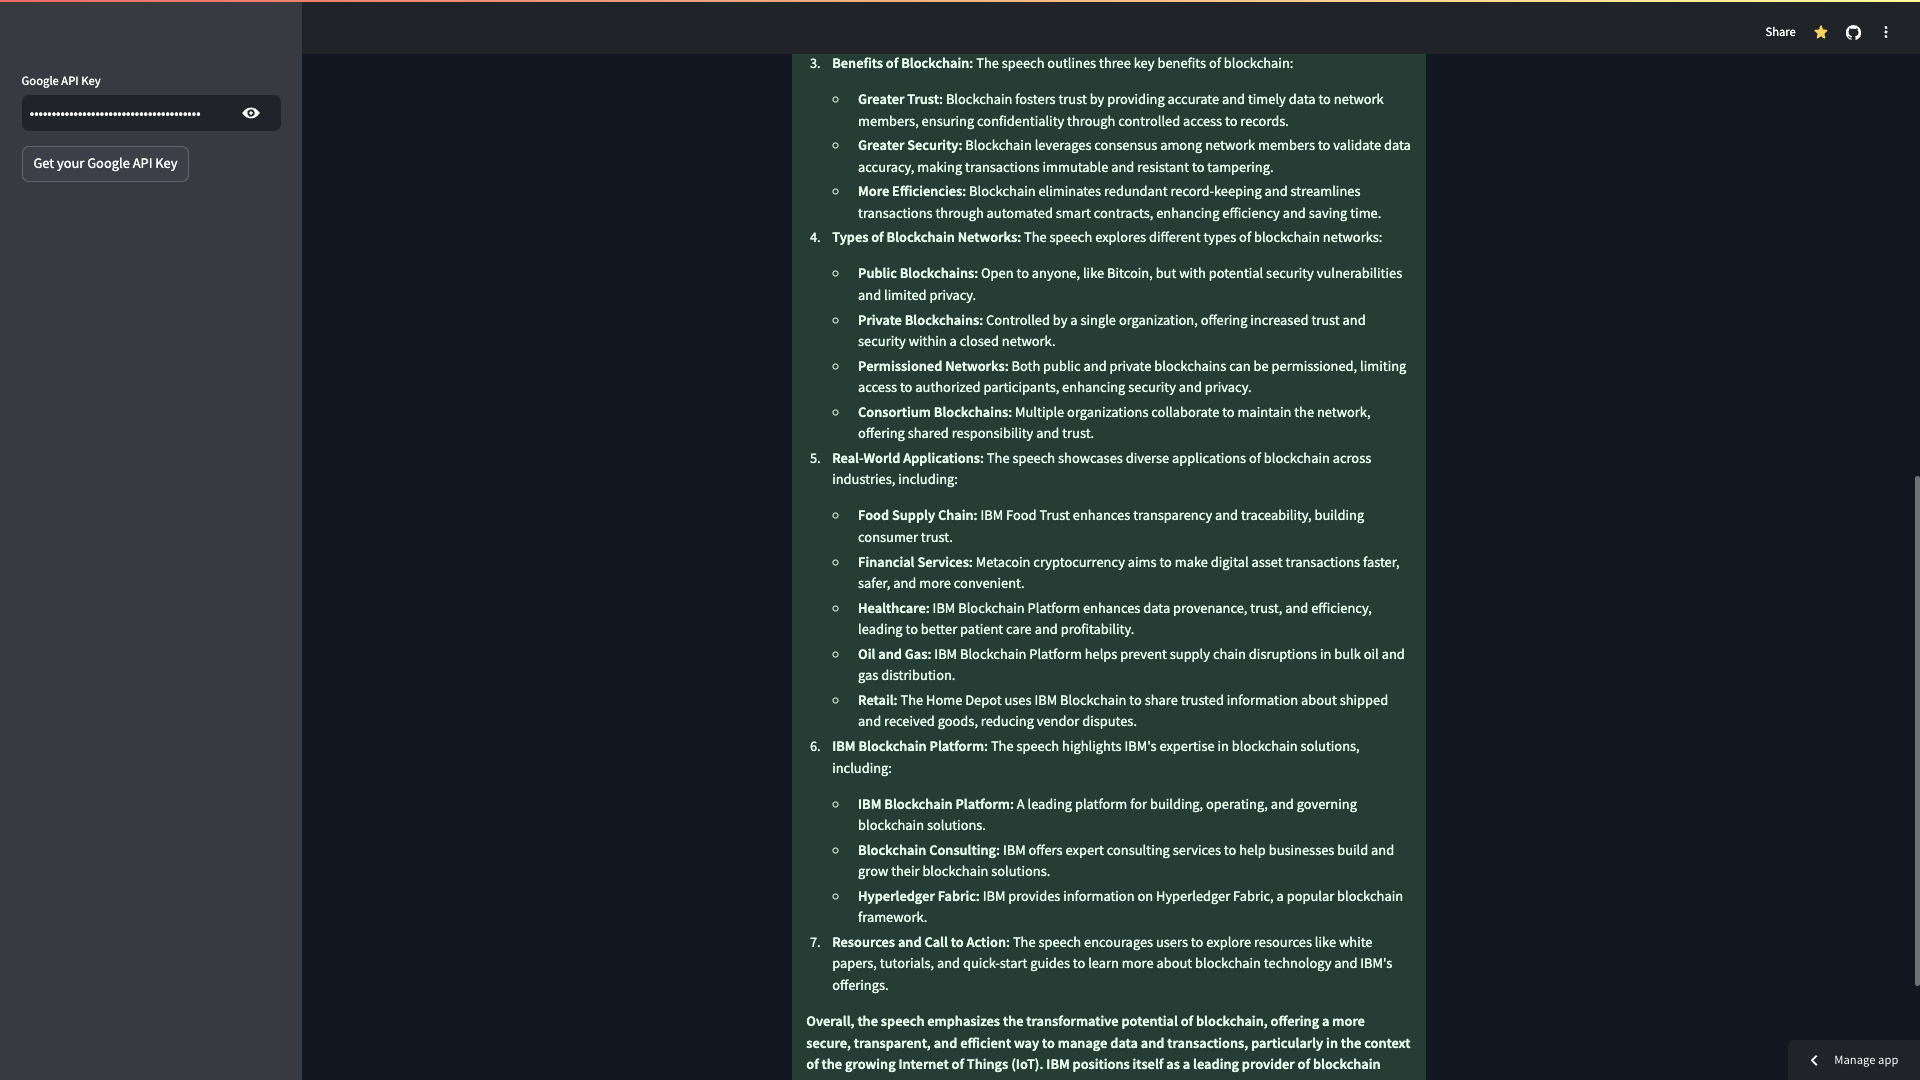 Share
Google API Key
••••••••••••••••••••••••••••••••••••••••
Get your Google API Key
3. Benefits of Blockchain: The speech outlines three key benefits of blockchain:
Greater Trust: Blockchain fosters trust by providing accurate and timely data to network
members, ensuring confidentiality through controlled access to records.
Greater Security: Blockchain leverages consensus among network members to validate data
accuracy, making transactions immutable and resistant to tampering.
More Efficiencies: Blockchain eliminates redundant record-keeping and streamlines
transactions through automated smart contracts, enhancing efficiency and saving time.
4. Types of Blockchain Networks: The speech explores different types of blockchain networks:
Public Blockchains: Open to anyone, like Bitcoin, but with potential security vulnerabilities
and limited privacy.
Private Blockchains: Controlled by a single organization, offering increased trust and
security within a closed network.
Permissioned Networks: Both public and private blockchains can be permissioned, limiting
access to authorized participants, enhancing security and privacy.
Consortium Blockchains: Multiple organizations collaborate to maintain the network,
offering shared responsibility and trust.
5. Real-World Applications: The speech showcases diverse applications of blockchain across
industries, including:
Food Supply Chain: IBM Food Trust enhances transparency and traceability, building
consumer trust.
Financial Services: Metacoin cryptocurrency aims to make digital asset transactions faster,
safer, and more convenient.
Healthcare: IBM Blockchain Platform enhances data provenance, trust, and efficiency,
leading to better patient care and profitability.
Oil and Gas: IBM Blockchain Platform helps prevent supply chain disruptions in bulk oil and
gas distribution.
Retail: The Home Depot uses IBM Blockchain to share trusted information about shipped
and received goods, reducing vendor disputes.
6. IBM Blockchain Platform: The speech highlights IBM's expertise in blockchain solutions,
including:
IBM Blockchain Platform: A leading platform for building, operating, and governing
blockchain solutions.
Blockchain Consulting: IBM offers expert consulting services to help businesses build and
grow their blockchain solutions.
Hyperledger Fabric: IBM provides information on Hyperledger Fabric, a popular blockchain
framework.
7. Resources and Call to Action: The speech encourages users to explore resources like white
papers, tutorials, and quick-start guides to learn more about blockchain technology and IBM's
offerings.
Overall, the speech emphasizes the transformative potential of blockchain, offering a more
secure, transparent, and efficient way to manage data and transactions, particularly in the context
of the growing Internet of Things (IoT). IBM positions itself as a leading provider of blockchain
Manage app